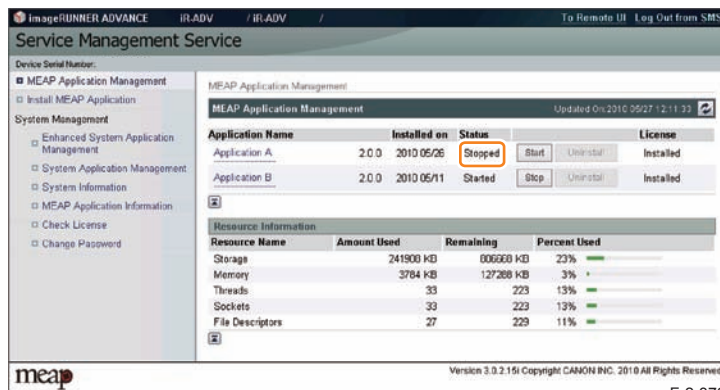 imageRUNNER ADVANCE iR-ADV / iR-ADV / To Remote UI Log Out from SMS
Service Management Service
Device Serial Number:
MEAP Application Management
Install MEAP Application
System Management
Enhanced System Application Management
System Application Management
System Information
MEAP Application Information
Check License
Change Password
MEAP Application Management
MEAP Application Management Updated On:2010 05/27 12:11:33
Application Name Installed on Status License
Application A 2.0.0 2010 05/26 Stopped Start Uninstall Installed
Application B 2.0.0 2010 05/11 Started Stop Uninstall Installed
Resource Information
Resource Name Amount Used Remaining Percent Used
Storage 241908 KB 806668 KB 23%
Memory 3784 KB 127288 KB 3%
Threads 33 223 13%
Sockets 33 223 13%
File Descriptors 27 229 11%
meap
Version 3.0.2.15i Copyright CANON INC. 2010 All Rights Reserved